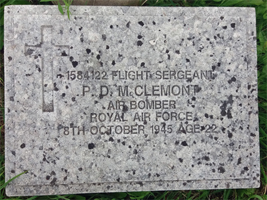 1584122 FLIGHT SERGEANT
P. D. M. CLEMONT
AIR BOMBER
ROYAL AIR FORCE
8TH OCTOBER 1945 AGE 22